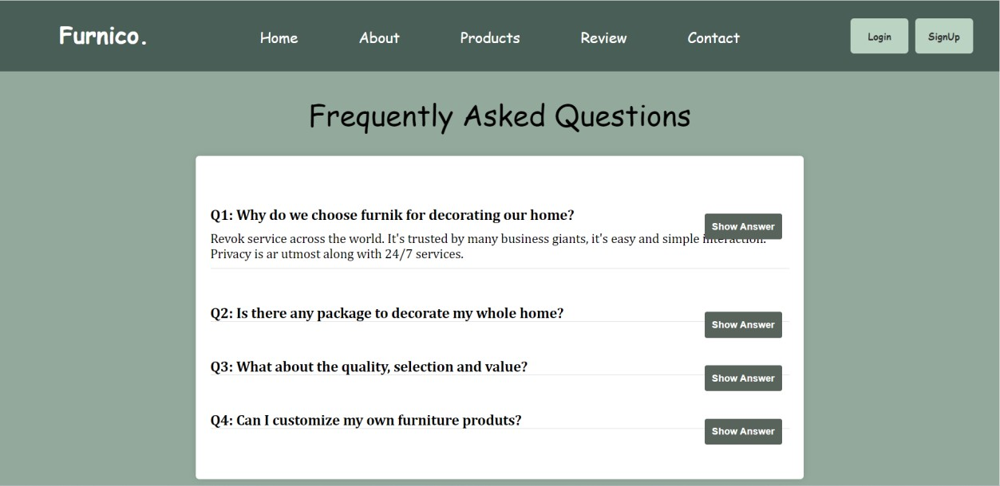 Furnico. Home About Products Review Contact Login SignUp
Frequently Asked Questions
Q1: Why do we choose furnik for decorating our home?
Show Answer
Revok service across the world. It's trusted by many business giants, it's easy and simple interaction.
Privacy is ar utmost along with 24/7 services.
Q2: Is there any package to decorate my whole home?
Show Answer
Q3: What about the quality, selection and value?
Show Answer
Q4: Can I customize my own furniture produts?
Show Answer